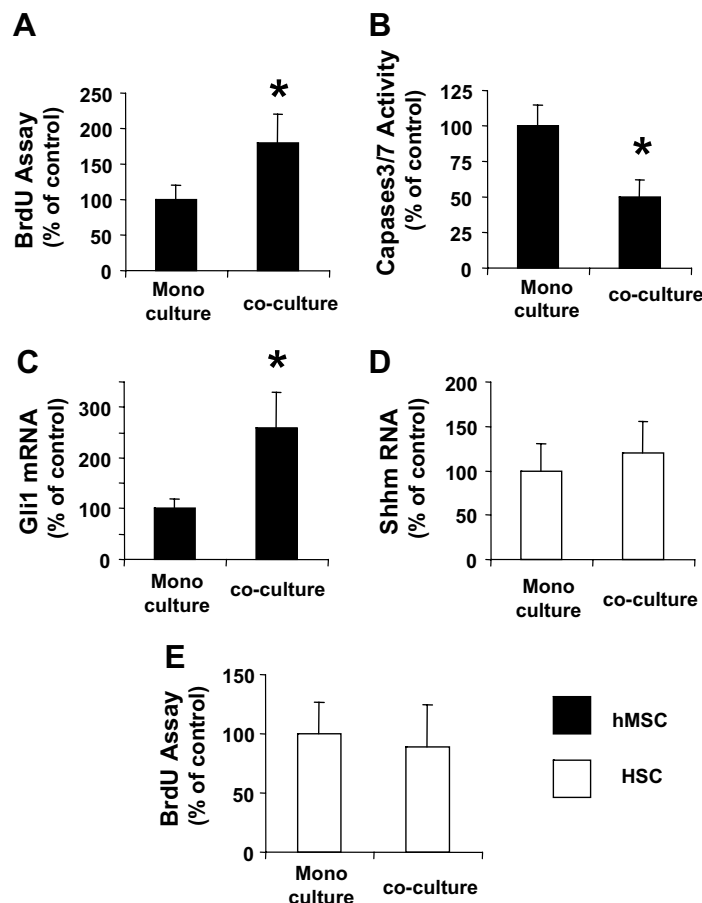 A
BrdU Assay
(% of control)
250
200
150
100
50
0
*
Mono
culture
co-culture
B
Capases3/7 Activity
(% of control)
125
100
75
50
25
0
*
Mono
culture
co-culture
C
Gli1 mRNA
(% of control)
300
200
100
0
*
Mono
culture
co-culture
D
Shhm RNA
(% of control)
200
150
100
50
0
Mono
culture
co-culture
E
BrdU Assay
(% of control)
150
100
50
0
Mono
culture
co-culture
hMSC
HSC